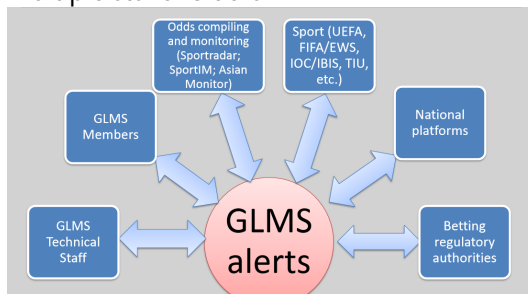 Odds compiling
and monitoring
(Sportradar;
SportIM; Asian
Monitor)
Sport (UEFA,
FIFA/EWS,
IOC/IBIS, TIU,
etc.)
GLMS
Members
National
platforms
GLMS
Technical
Staff
GLMS
alerts
Betting
regulatory
authorities